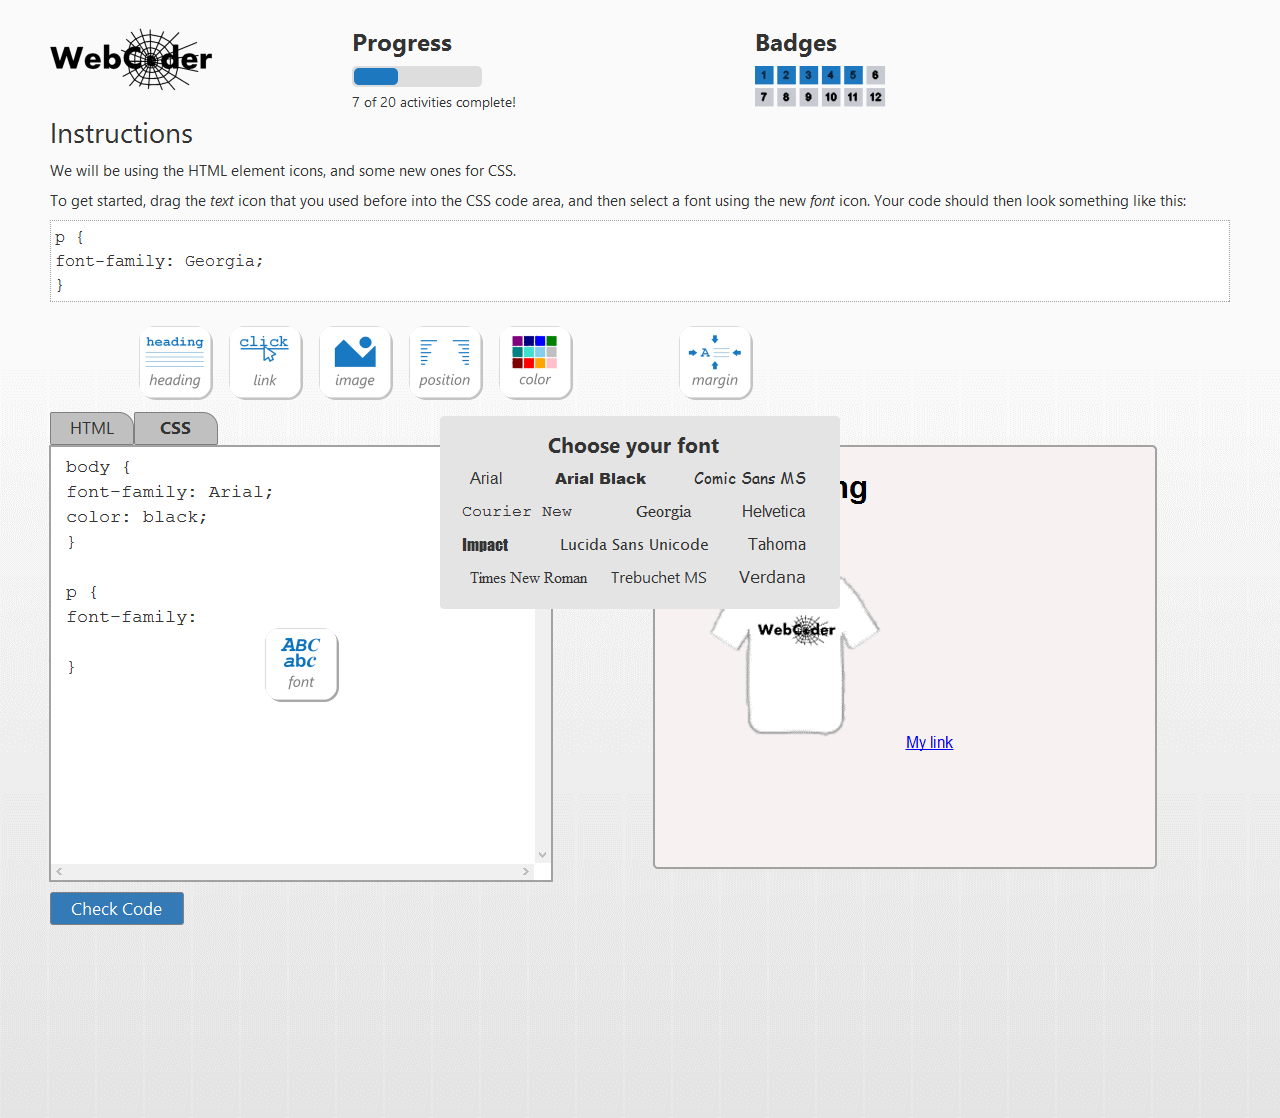 WebCoder
Progress
7 of 20 activities complete!
Badges
1 2 3 4 5 6
7 8 9 10 11 12
Instructions
We will be using the HTML element icons, and some new ones for CSS.
To get started, drag the text icon that you used before into the CSS code area, and then select a font using the new font icon. Your code should then look something like this:
p {
font-family: Georgia;
}
heading
heading
click
link
image
position
color
A
margin
HTML
CSS
body {
font-family: Arial;
color: black;
}
p {
font-family:
}
ABC
abc
font
Choose your font
Arial Arial Black Comic Sans MS
Courier New Georgia Helvetica
Impact Lucida Sans Unicode Tahoma
Times New Roman Trebuchet MS Verdana
ng
WebCoder
My link
Check Code